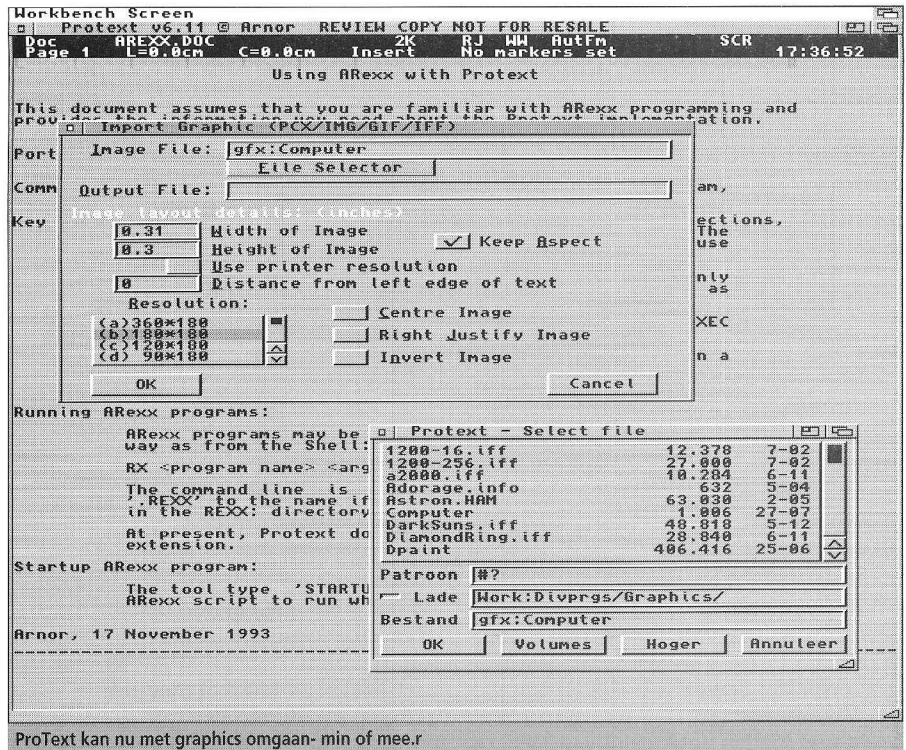 Workbench Screen
Protext v6.11 © Arnor REVIEW COPY NOT FOR RESALE
Doc AREXX.DOC 2K RJ WW AutFm SCR
Page 1 L=0.0cm C=0.0cm Insert No markers set 17:36:52
Using ARexx with Protext
This document assumes that you are familiar with ARexx programming and
provides the information you need about the Protext implementation.
Import Graphic (PCX/IMG/GIF/IFF)
Port
Image File: gfx:Computer
File Selector
Comm
Output File:
am,
Key
Image layout details: (inches)
ections,
The
use
0.31 Width of Image
0.3 Height of Image
Keep Aspect
Use printer resolution
0 Distance from left edge of text
nly
as
Resolution:
(a)360*180
(b)180*180
(c)120*180
(d) 90*180
Centre Image
Right Justify Image
Invert Image
XEC
n a
OK
Cancel
Running ARexx programs:
ARexx programs may be
way as from the Shell:
RX <program name> <arg
The command line is
'.REXX' to the name if
in the REXX: directory
At present, Protext do
extension.
Startup ARexx program:
The tool type 'STARTU
ARexx script to run wh
Arnor, 17 November 1993
Protext - Select file
1200-16.iff 12.378 7-02
1200-256.iff 27.000 7-02
a2000.iff 10.284 6-11
Adorage.info 632 5-04
Astron.HAM 63.030 2-05
Computer 1.006 27-07
DarkSuns.iff 48.818 5-12
DiamondRing.iff 28.840 6-11
Dpaint 406.416 25-06
Patroon #?
Lade Work:Divprgs/Graphics/
Bestand gfx:Computer
OK Volumes Hoger Annuleer
ProText kan nu met graphics omgaan- min of mee.r